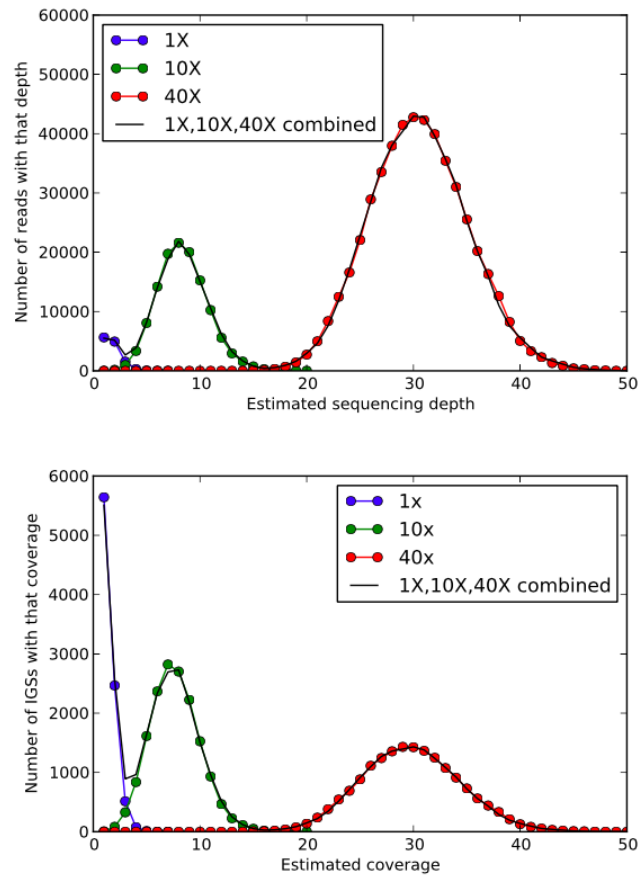 60000
50000
40000
30000
20000
10000
0
Number of reads with that depth
1X
10X
40X
1X,10X,40X combined
0 10 20 30 40 50
Estimated sequencing depth
6000
5000
4000
3000
2000
1000
0
Number of IGSs with that coverage
1x
10x
40x
1X,10X,40X combined
0 10 20 30 40 50
Estimated coverage